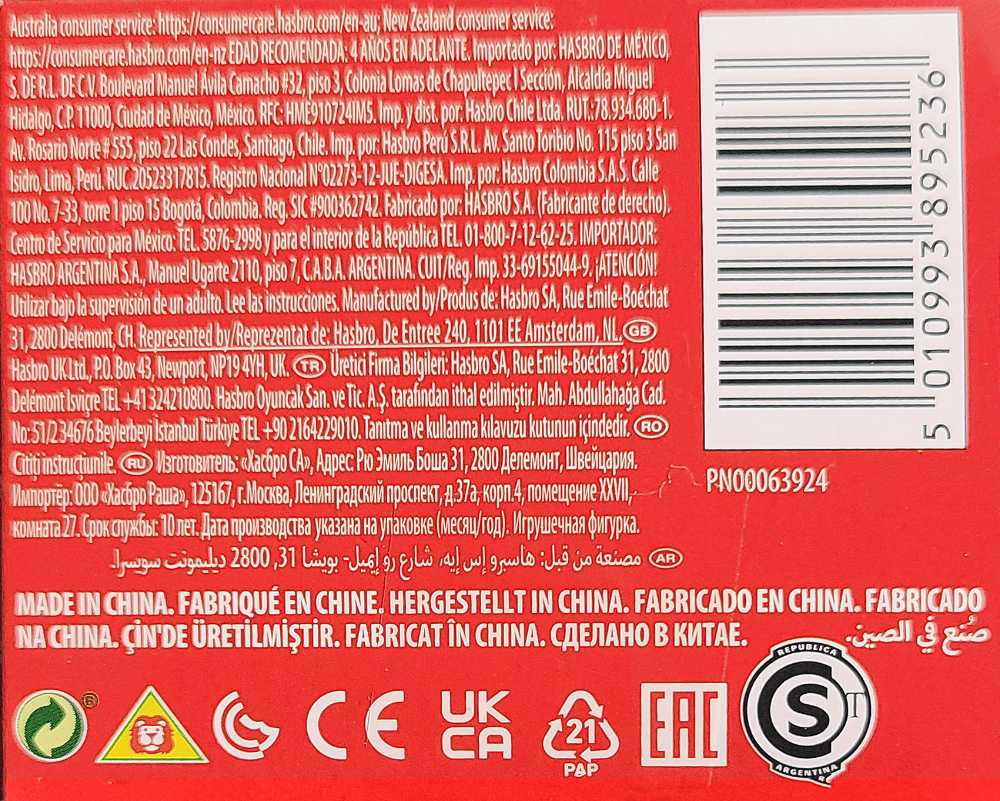 Australia consumer service: https://consumercare.hasbro.com/en-au; New Zealand consumer service:
https://consumercare.hasbro.com/en-nz EDAD RECOMENDADA: 4 AÑOS EN ADELANTE. Importado por: HASBRO DE MÉXICO,
S. DE R.L. DE C.V. Boulevard Manuel Ávila Camacho #32, piso 3, Colonia Lomas de Chapultepec I Sección, Alcaldía Miguel
Hidalgo, C.P. 11000, Ciudad de México, México. RFC: HME910724IM5. Imp. y dist. por: Hasbro Chile Ltda. RUT.:78.934.680-1.
Av. Rosario Norte # 555, piso 22 Las Condes, Santiago, Chile. Imp. por: Hasbro Perú S.R.L. Av. Santo Toribio No. 115 piso 3 San
Isidro, Lima, Perú. RUC.20523317815. Registro Nacional N°02273-12-JUE-DIGESA. Imp. por: Hasbro Colombia S.A.S. Calle
100 No. 7-33, torre 1 piso 15 Bogotá, Colombia. Reg. SIC #900362742. Fabricado por: HASBRO S.A. (Fabricante de derecho).
Centro de Servicio para México: TEL. 5876-2998 y para el interior de la República TEL. 01-800-7-12-62-25. IMPORTADOR:
HASBRO ARGENTINA S.A., Manuel Ugarte 2110, piso 7, C.A.B.A. ARGENTINA. CUIT/Reg. Imp. 33-69155044-9. ¡ATENCIÓN!
Utilizar bajo la supervisión de un adulto. Lee las instrucciones. Manufactured by/Produs de: Hasbro SA, Rue Emile-Boéchat
31, 2800 Delémont, CH. Represented by/Reprezentat de: Hasbro, De Entree 240, 1101 EE Amsterdam, NL. GB
Hasbro UK Ltd., P.O. Box 43, Newport, NP19 4YH, UK. TR Üretici Firma Bilgileri: Hasbro SA, Rue Emile-Boéchat 31, 2800
Delémont İsviçre TEL +41 324210800. Hasbro Oyuncak San. ve Tic. A.Ş. tarafından ithal edilmiştir. Mah. Abdullahağa Cad.
No: 51/2 34676 Beylerbeyi İstanbul Türkiye TEL +90 2164229010. Tanıtma ve kullanma kılavuzu kutunun içindedir. RO
Citiți instrucțiunile. RU Изготовитель: «Хасбро СА», Адрес: Рю Эмиль Боша 31, 2800 Делемонт, Швейцария.
Импортёр: ООО «Хасбро Раша», 125167, г.Москва, Ленинградский проспект, д.37а, корп.4, помещение XXVII,
комната 27. Срок службы: 10 лет. Дата производства указана на упаковке (месяц/год). Игрушечная фигурка.
AR مصنعة من قبل: هاسبرو إس إيه، شارع رو إيميل- بويشا 31, 2800 ديليمونت سويسرا.
MADE IN CHINA. FABRIQUÉ EN CHINE. HERGESTELLT IN CHINA. FABRICADO EN CHINA. FABRICADO
NA CHINA. ÇİN'DE ÜRETİLMİŞTİR. FABRICAT ÎN CHINA. СДЕЛАНО В КИТАЕ. صُنع في الصين.
5 010993 895236
PN00063924
CE
UK
CA
21
PAP
EAC
REPUBLICA
S T
ARGENTINA